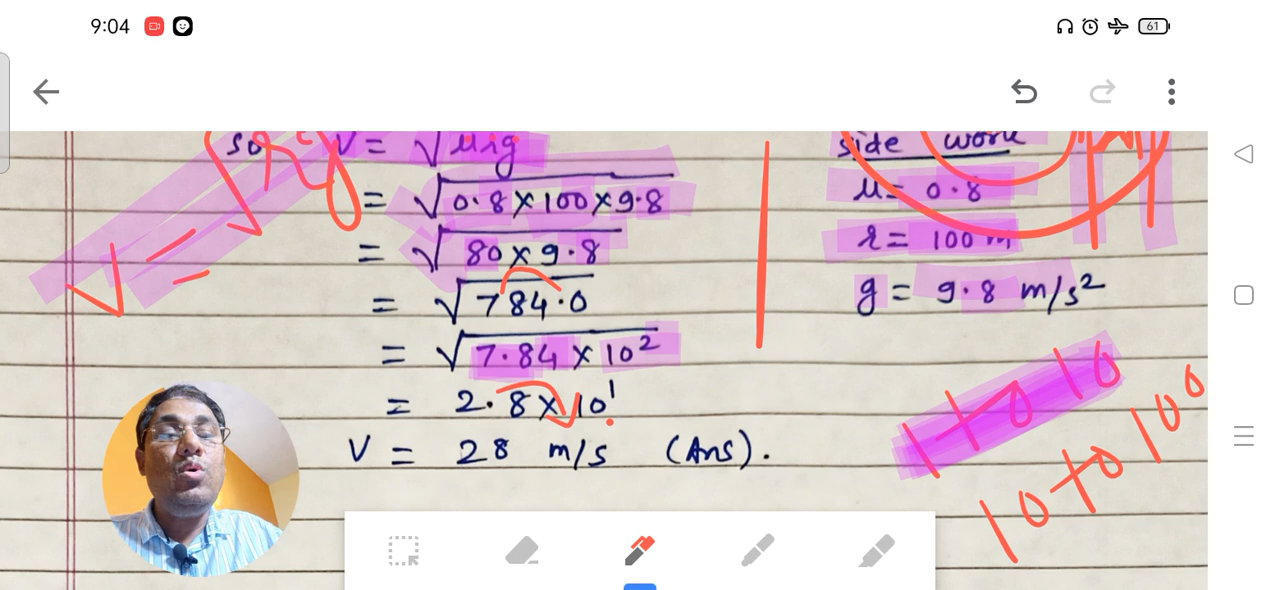 9:04
61
so V = √μrg
= √0.8 × 100 × 9.8
= √80 × 9.8
= √784.0
= √7.84 × 10²
= 2.8 × 10¹
V = 28 m/s (Ans).
side work
μ = 0.8
r = 100 m
g = 9.8 m/s²
V = √rg
1 to 10
10 to 100